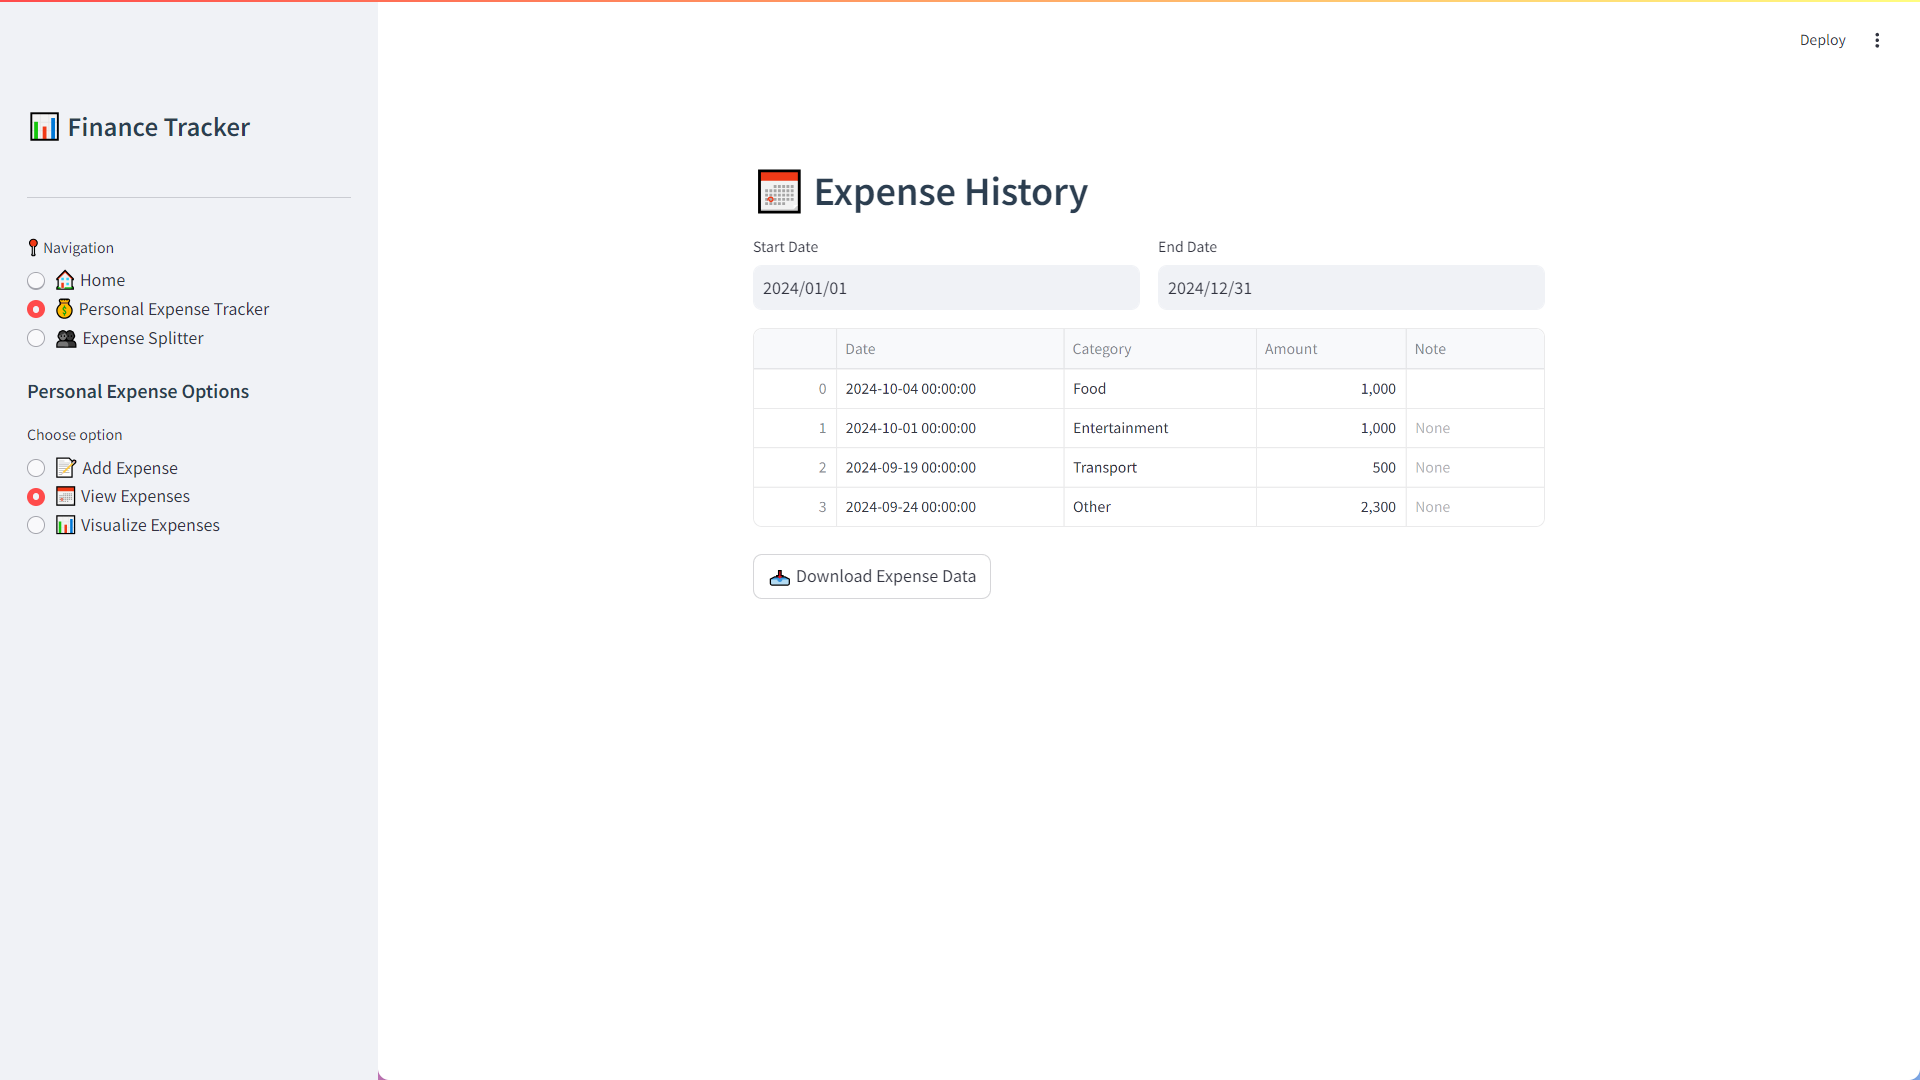 Deploy
Finance Tracker
Navigation
Home
Personal Expense Tracker
Expense Splitter
Personal Expense Options
Choose option
Add Expense
View Expenses
Visualize Expenses
Expense History
Start Date End Date
2024/01/01 2024/12/31
Date Category Amount Note
0 2024-10-04 00:00:00 Food 1,000
1 2024-10-01 00:00:00 Entertainment 1,000 None
2 2024-09-19 00:00:00 Transport 500 None
3 2024-09-24 00:00:00 Other 2,300 None
Download Expense Data